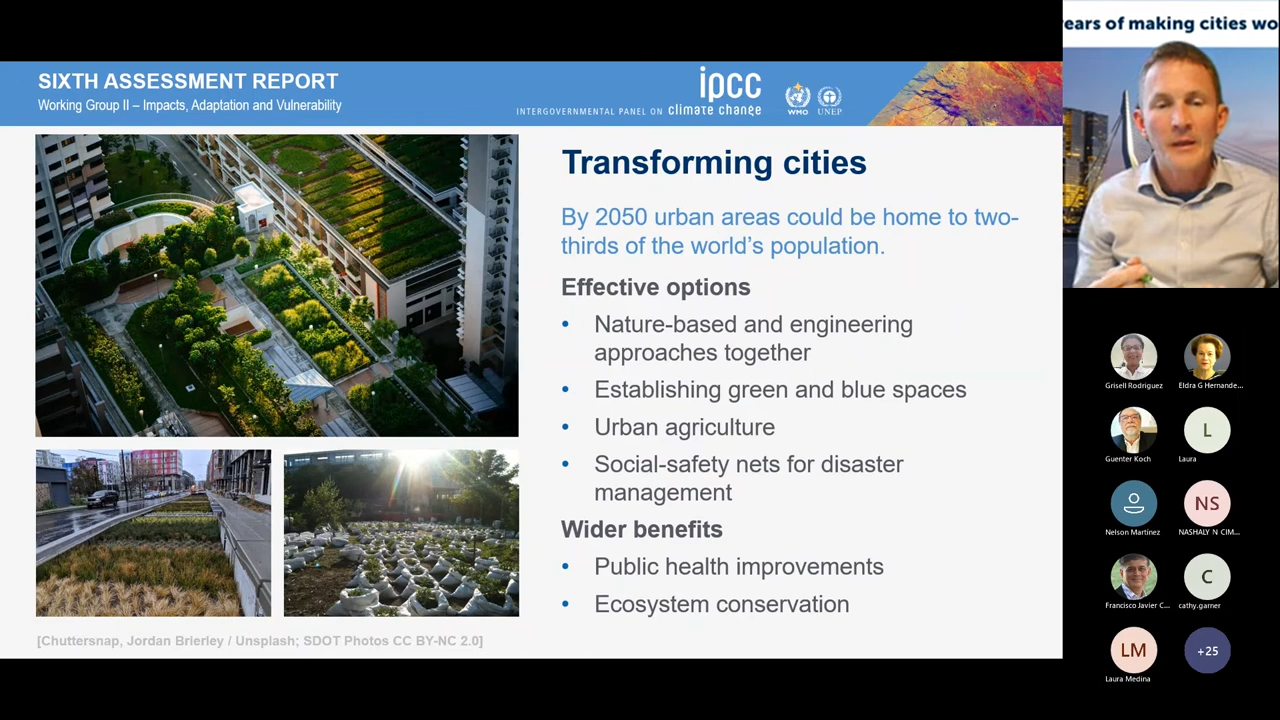 SIXTH ASSESSMENT REPORT
Working Group II – Impacts, Adaptation and Vulnerability
INTERGOVERNMENTAL PANEL ON
ipcc
climate change
WMO
UNEP
ears of making cities wo
Transforming cities
By 2050 urban areas could be home to two-
thirds of the world's population.
Effective options
• Nature-based and engineering
approaches together
• Establishing green and blue spaces
• Urban agriculture
• Social-safety nets for disaster
management
Wider benefits
• Public health improvements
• Ecosystem conservation
[Chuttersnap, Jordan Brierley / Unsplash; SDOT Photos CC BY-NC 2.0]
Grisell Rodriguez
Eldra G Hernande...
Guenter Koch
L
Laura
Nelson Martínez
NS
NASHALY N CIM...
Francisco Javier C...
C
cathy.garner
LM
Laura Medina
+25